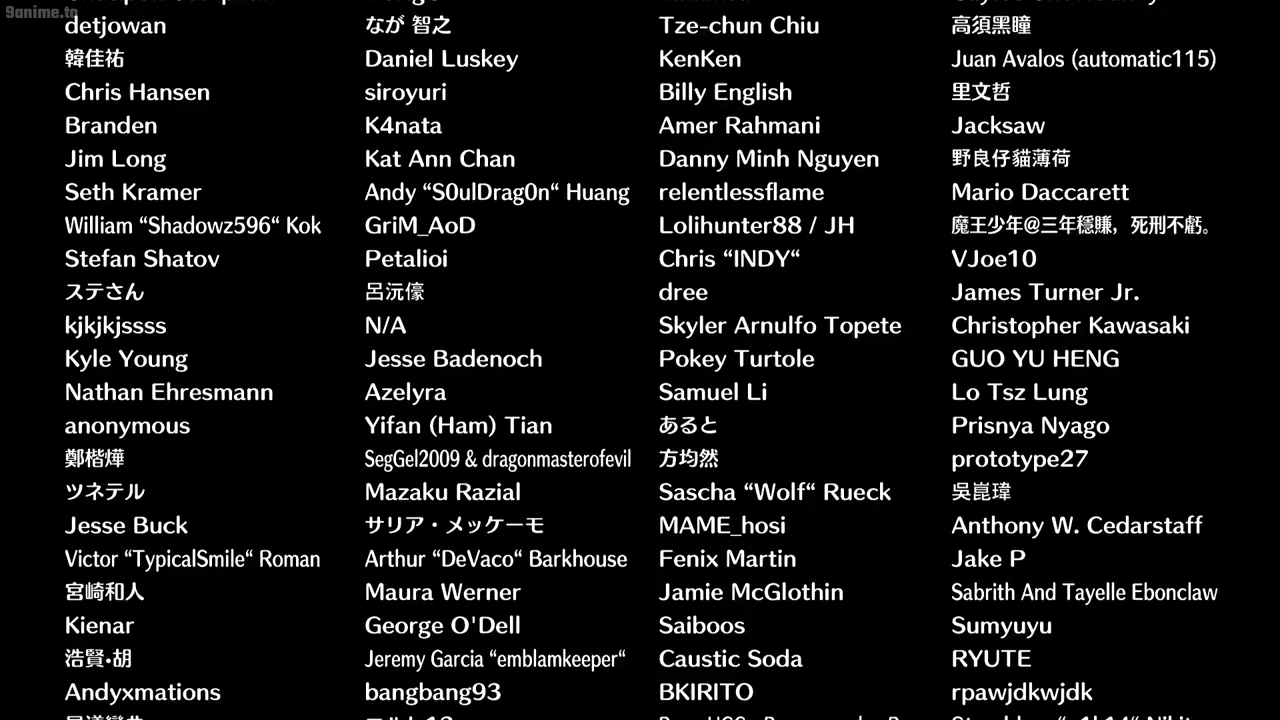 9anime.to
detjowan なが 智之 Tze-chun Chiu 高須黑瞳
韓佳祐 Daniel Luskey KenKen Juan Avalos (automatic115)
Chris Hansen siroyuri Billy English 里文哲
Branden K4nata Amer Rahmani Jacksaw
Jim Long Kat Ann Chan Danny Minh Nguyen 野良仔貓薄荷
Seth Kramer Andy “S0ulDrag0n“ Huang relentlessflame Mario Daccarett
William “Shadowz596“ Kok GriM_AoD Lolihunter88 / JH 魔王少年@三年穩賺，死刑不虧。
Stefan Shatov Petalioi Chris “INDY“ VJoe10
ステさん 呂沅儫 dree James Turner Jr.
kjkjkjssss N/A Skyler Arnulfo Topete Christopher Kawasaki
Kyle Young Jesse Badenoch Pokey Turtole GUO YU HENG
Nathan Ehresmann Azelyra Samuel Li Lo Tsz Lung
anonymous Yifan (Ham) Tian あると Prisnya Nyago
鄭楷燁 SegGel2009 & dragonmasterofevil 方均然 prototype27
ツネテル Mazaku Razial Sascha “Wolf“ Rueck 吳崑瑋
Jesse Buck サリア・メッケーモ MAME_hosi Anthony W. Cedarstaff
Victor “TypicalSmile“ Roman Arthur “DeVaco“ Barkhouse Fenix Martin Jake P
宮崎和人 Maura Werner Jamie McGlothin Sabrith And Tayelle Ebonclaw
Kienar George O'Dell Saiboos Sumyuyu
浩賢•胡 Jeremy Garcia “emblamkeeper“ Caustic Soda RYUTE
Andyxmations bangbang93 BKIRITO rpawjdkwjdk